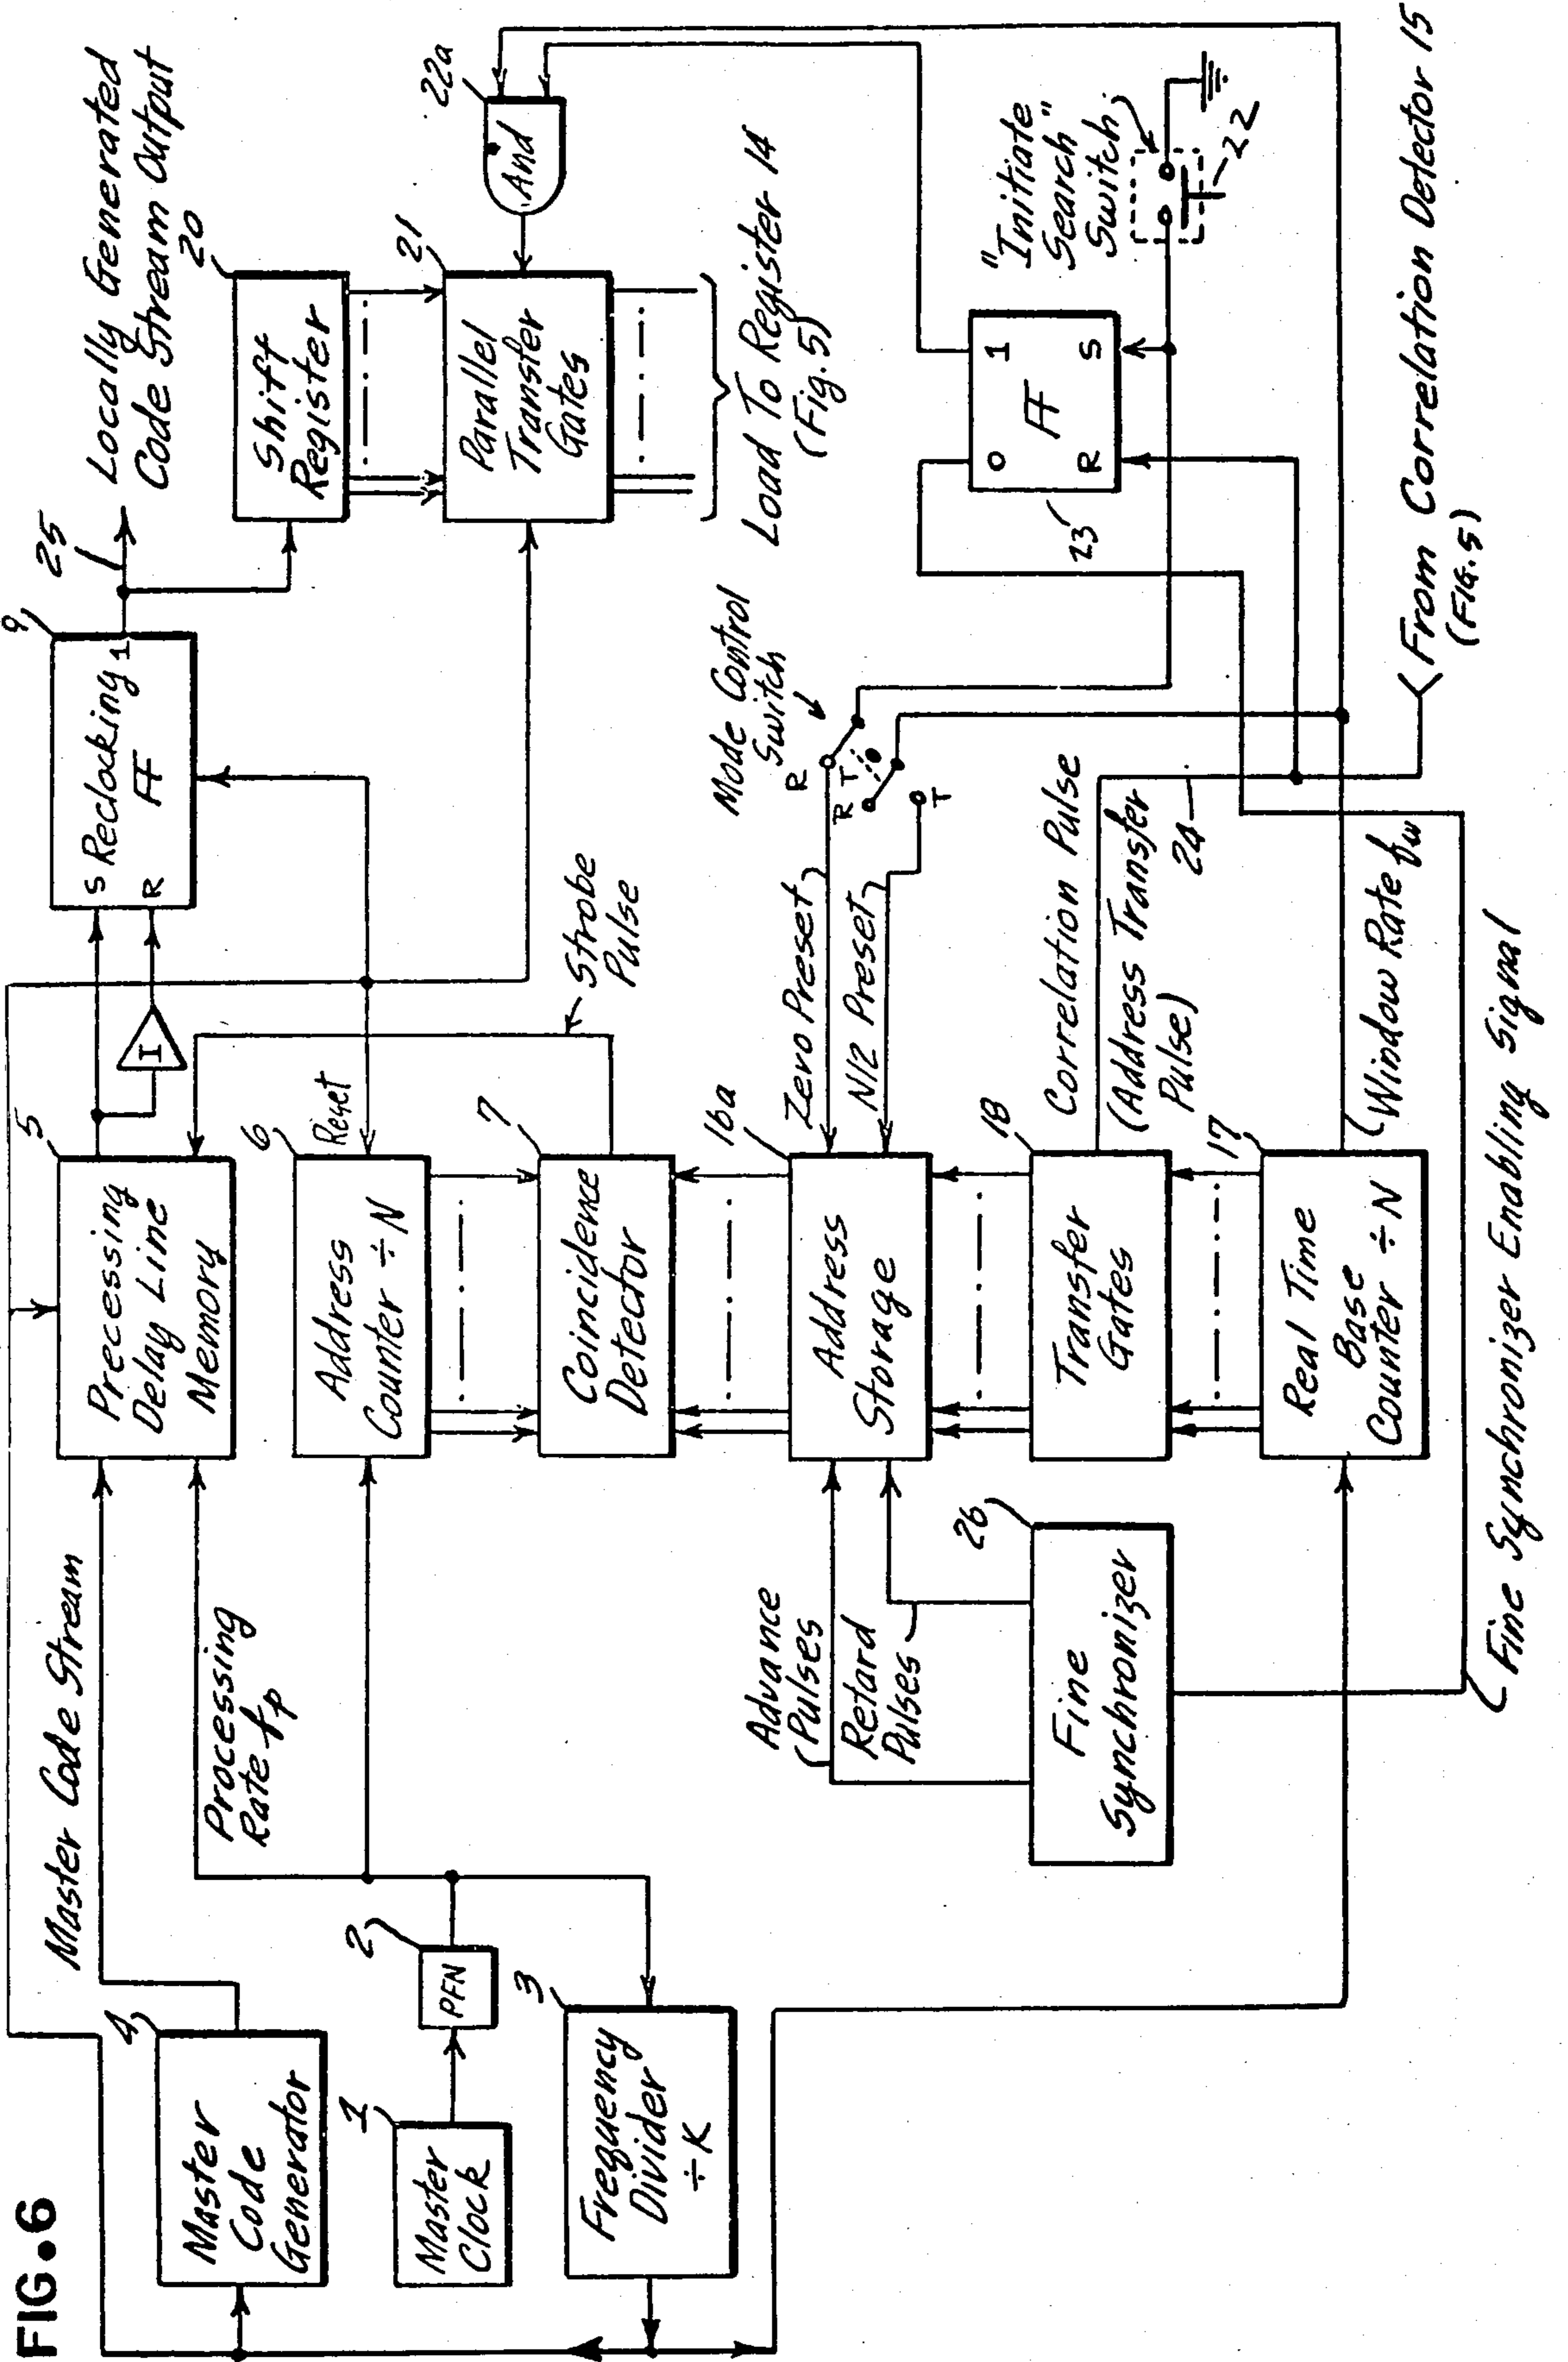 FIG.6
Master Code Stream
4
Master
Code
Generator
1
Master
Clock
2
PFN
3
Frequency
Divider
÷K
Processing
Rate fp
5
Precessing
Delay Line
Memory
I
9
S Reclocking 1
R FF
25
Locally Generated
Code Stream Output
6
Reset
Address
Counter ÷ N
7
Coincidence
Detector
Strobe
Pulse
20
Shift
Register
21
Parallel
Transfer
Gates
22a
And
Load To Register 14
(Fig. 5)
Advance
Pulses
Retard
Pulses
16a
Address
Storage
Zero Preset
N/2 Preset
Mode Control
Switch
R
T
R
T
18
Transfer
Gates
Correlation Pulse
(Address Transfer
Pulse)
24
26
Fine
Synchronizer
17
Real Time
Base
Counter ÷ N
Window Rate fw
O 1
FF
R S
23
"Initiate"
Search
Switch
22
From Correlation Detector 15
(FIG. 5)
Fine Synchronizer Enabling Signal